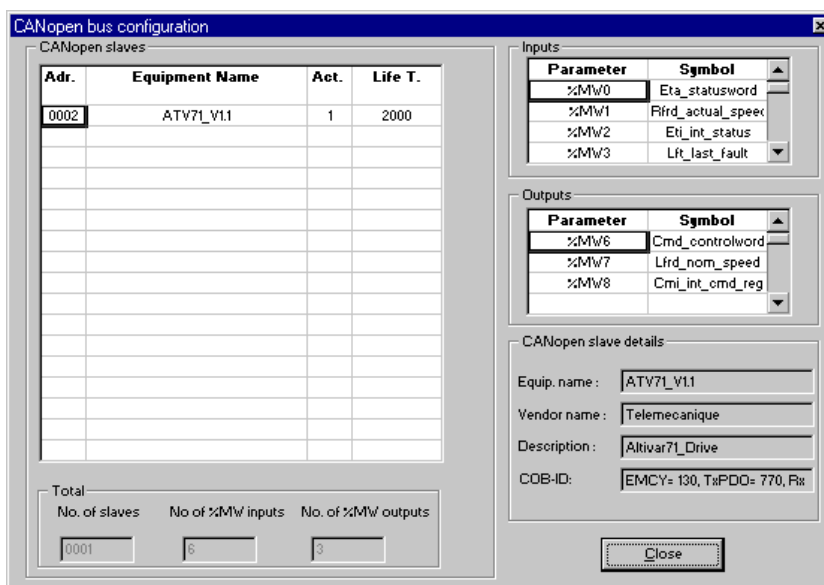 CANopen bus configuration
CANopen slaves
Adr. Equipment Name Act. Life T.
0002 ATV71_V1.1 1 2000
Total
No. of slaves No of %MW inputs No. of %MW outputs
0001 6 3
Inputs
Parameter Symbol
%MW0 Eta_statusword
%MW1 Rfrd_actual_speec
%MW2 Eti_int_status
%MW3 Lft_last_fault
Outputs
Parameter Symbol
%MW6 Cmd_controlword
%MW7 Lfrd_nom_speed
%MW8 Cmi_int_cmd_reg
CANopen slave details
Equip. name : ATV71_V1.1
Vendor name : Telemecanique
Description : Altivar71_Drive
COB-ID: EMCY= 130, TxPDO= 770, Rx
Close